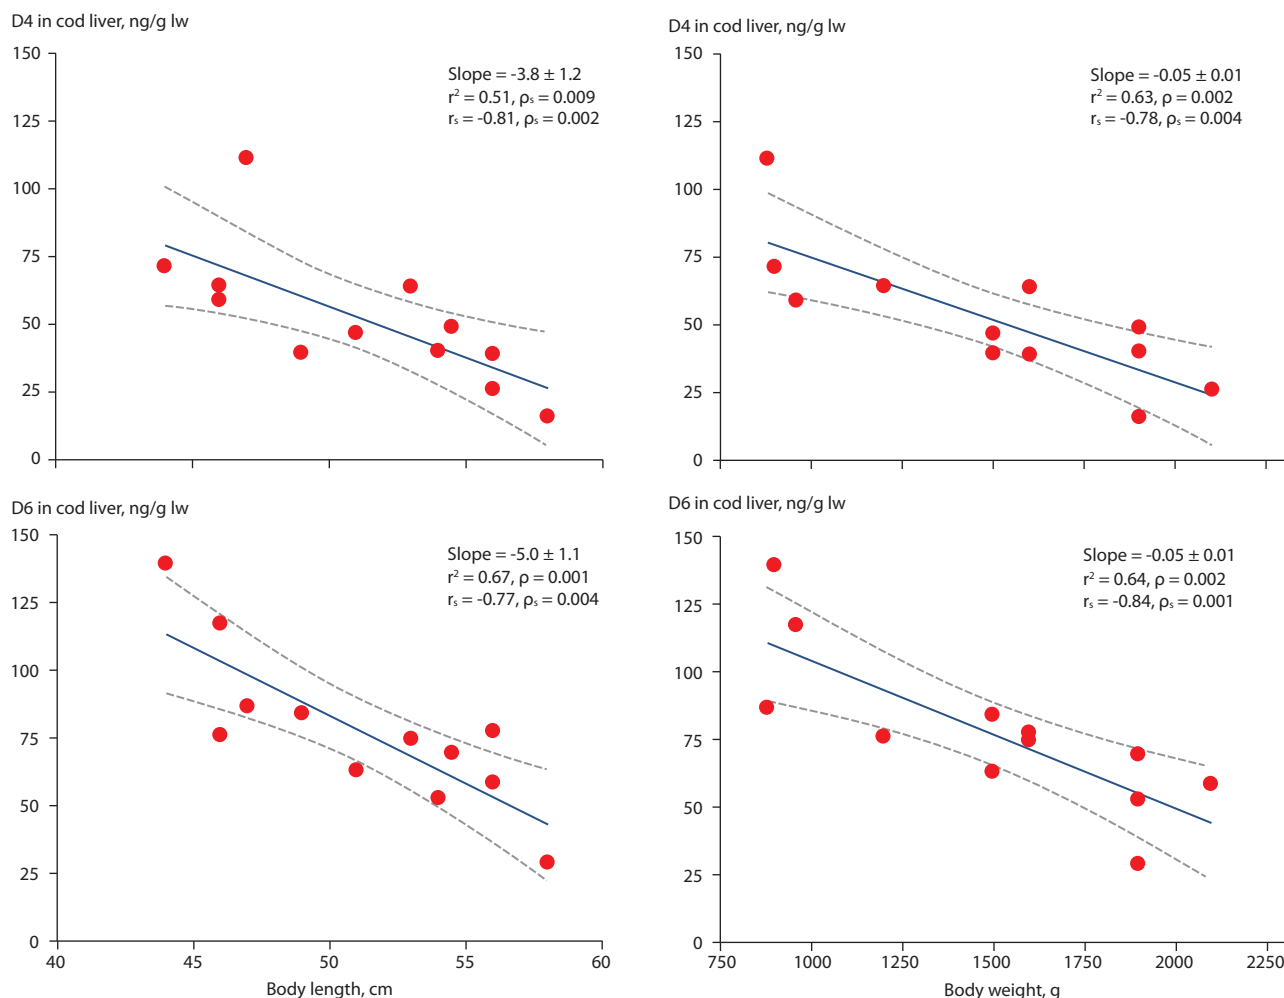 D4 in cod liver, ng/g lw
150
125
100
75
50
25
0
Slope = -3.8 ± 1.2
r² = 0.51, ρₛ = 0.009
rₛ = -0.81, ρₛ = 0.002
D4 in cod liver, ng/g lw
150
125
100
75
50
25
0
Slope = -0.05 ± 0.01
r² = 0.63, ρ = 0.002
rₛ = -0.78, ρₛ = 0.004
D6 in cod liver, ng/g lw
150
125
100
75
50
25
0
Slope = -5.0 ± 1.1
r² = 0.67, ρ = 0.001
rₛ = -0.77, ρₛ = 0.004
40 45 50 55 60
Body length, cm
D6 in cod liver, ng/g lw
150
125
100
75
50
25
0
Slope = -0.05 ± 0.01
r² = 0.64, ρ = 0.002
rₛ = -0.84, ρₛ = 0.001
750 1000 1250 1500 1750 2000 2250
Body weight, g